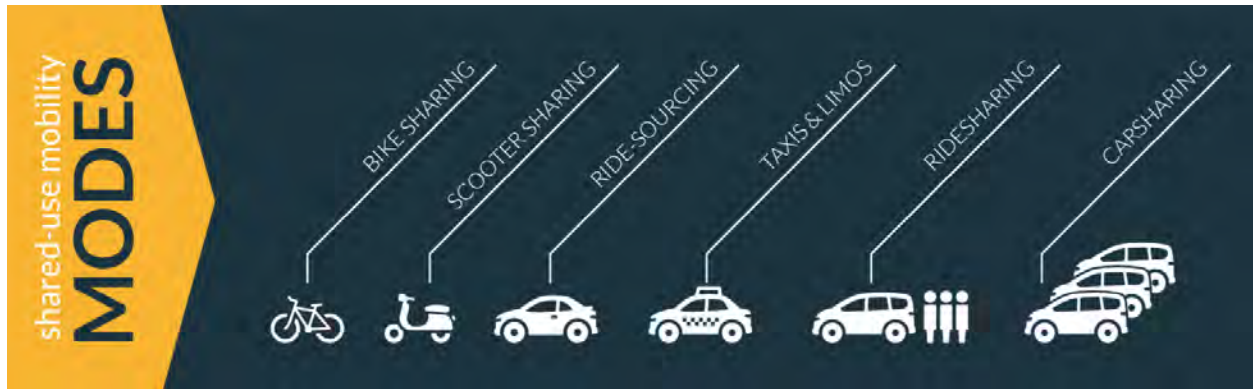 shared-use mobility
MODES
BIKE SHARING
SCOOTER SHARING
RIDE-SOURCING
TAXIS & LIMOS
RIDESHARING
CARSHARING